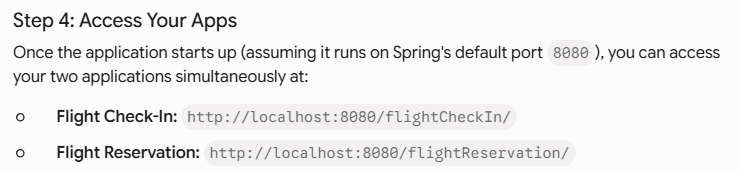 Step 4: Access Your Apps
Once the application starts up (assuming it runs on Spring's default port 8080), you can access
your two applications simultaneously at:
○ Flight Check-In: http://localhost:8080/flightCheckIn/
○ Flight Reservation: http://localhost:8080/flightReservation/